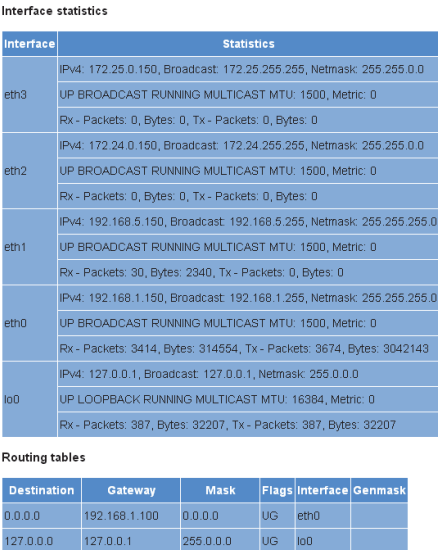 Interface statistics
Interface Statistics
eth3
IPv4: 172.25.0.150, Broadcast: 172.25.255.255, Netmask: 255.255.0.0
UP BROADCAST RUNNING MULTICAST MTU: 1500, Metric: 0
Rx - Packets: 0, Bytes: 0, Tx - Packets: 0, Bytes: 0
eth2
IPv4: 172.24.0.150, Broadcast: 172.24.255.255, Netmask: 255.255.0.0
UP BROADCAST RUNNING MULTICAST MTU: 1500, Metric: 0
Rx - Packets: 0, Bytes: 0, Tx - Packets: 0, Bytes: 0
eth1
IPv4: 192.168.5.150, Broadcast: 192.168.5.255, Netmask: 255.255.255.0
UP BROADCAST RUNNING MULTICAST MTU: 1500, Metric: 0
Rx - Packets: 30, Bytes: 2340, Tx - Packets: 0, Bytes: 0
eth0
IPv4: 192.168.1.150, Broadcast: 192.168.1.255, Netmask: 255.255.255.0
UP BROADCAST RUNNING MULTICAST MTU: 1500, Metric: 0
Rx - Packets: 3414, Bytes: 314554, Tx - Packets: 3674, Bytes: 3042143
lo0
IPv4: 127.0.0.1, Broadcast: 127.0.0.1, Netmask: 255.0.0.0
UP LOOPBACK RUNNING MULTICAST MTU: 16384, Metric: 0
Rx - Packets: 387, Bytes: 32207, Tx - Packets: 387, Bytes: 32207
Routing tables
Destination Gateway Mask Flags Interface Genmask
0.0.0.0 192.168.1.100 0.0.0.0 UG eth0
127.0.0.0 127.0.0.1 255.0.0.0 UG lo0